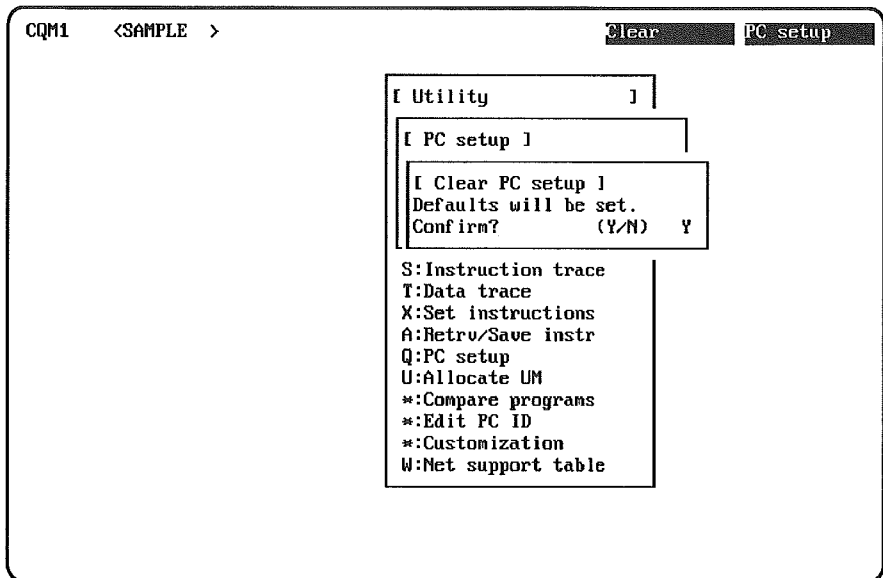 CQM1 <SAMPLE > Clear PC setup
[ Utility ]
[ PC setup ]
[ Clear PC setup ]
Defaults will be set.
Confirm? (Y/N) Y
S:Instruction trace
T:Data trace
X:Set instructions
A:Retrv/Save instr
Q:PC setup
U:Allocate UM
*:Compare programs
*:Edit PC ID
*:Customization
W:Net support table